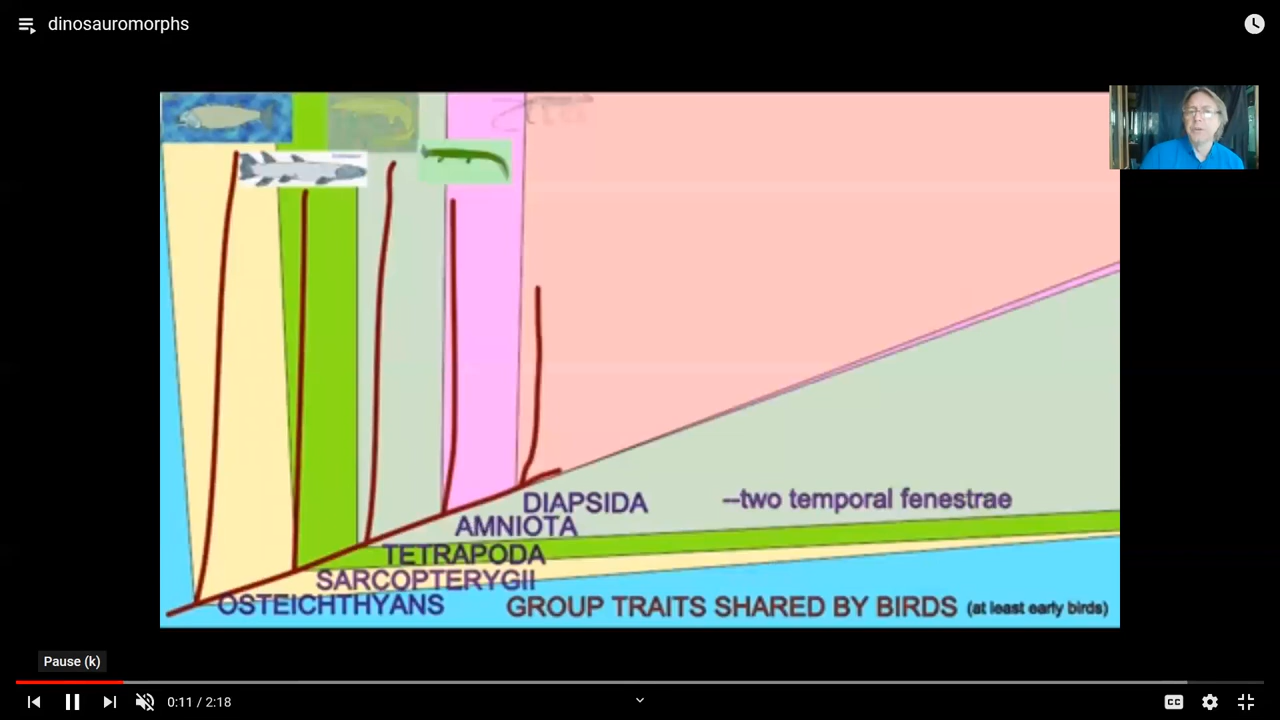 dinosauromorphs
DIAPSIDA --two temporal fenestrae
AMNIOTA
TETRAPODA
SARCOPTERYGII
OSTEICHTHYANS GROUP TRAITS SHARED BY BIRDS (at least early birds)
Pause (k)
0:11 / 2:18
CC